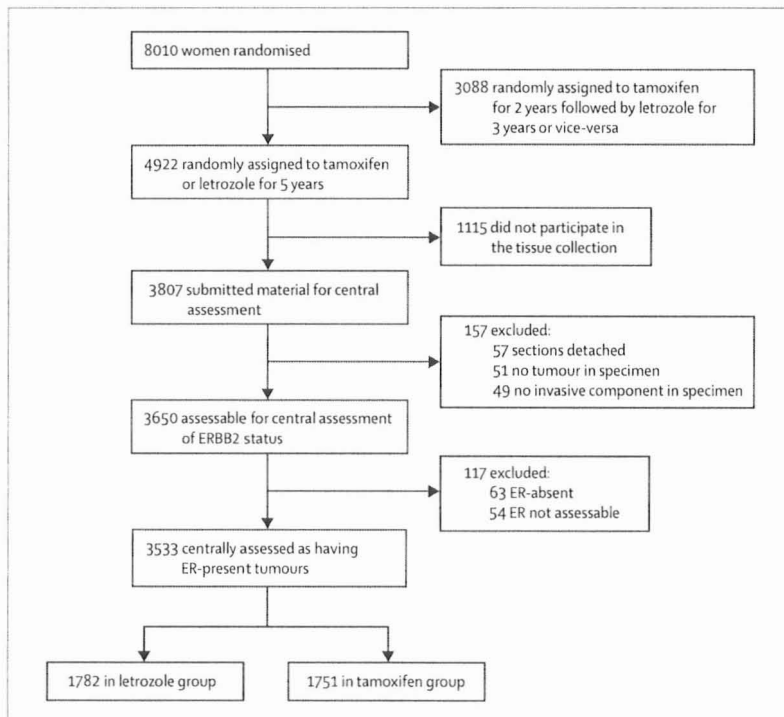 8010 women randomised
3088 randomly assigned to tamoxifen
for 2 years followed by letrozole for
3 years or vice-versa
4922 randomly assigned to tamoxifen
or letrozole for 5 years
1115 did not participate in
the tissue collection
3807 submitted material for central
assessment
157 excluded:
57 sections detached
51 no tumour in specimen
49 no invasive component in specimen
3650 assessable for central assessment
of ERBB2 status
117 excluded:
63 ER-absent
54 ER not assessable
3533 centrally assessed as having
ER-present tumours
1782 in letrozole group
1751 in tamoxifen group